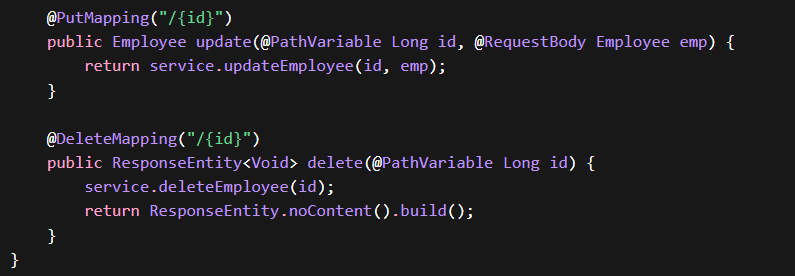 @PutMapping("/{id}")
public Employee update(@PathVariable Long id, @RequestBody Employee emp) {
return service.updateEmployee(id, emp);
}
@DeleteMapping("/{id}")
public ResponseEntity<Void> delete(@PathVariable Long id) {
service.deleteEmployee(id);
return ResponseEntity.noContent().build();
}
}